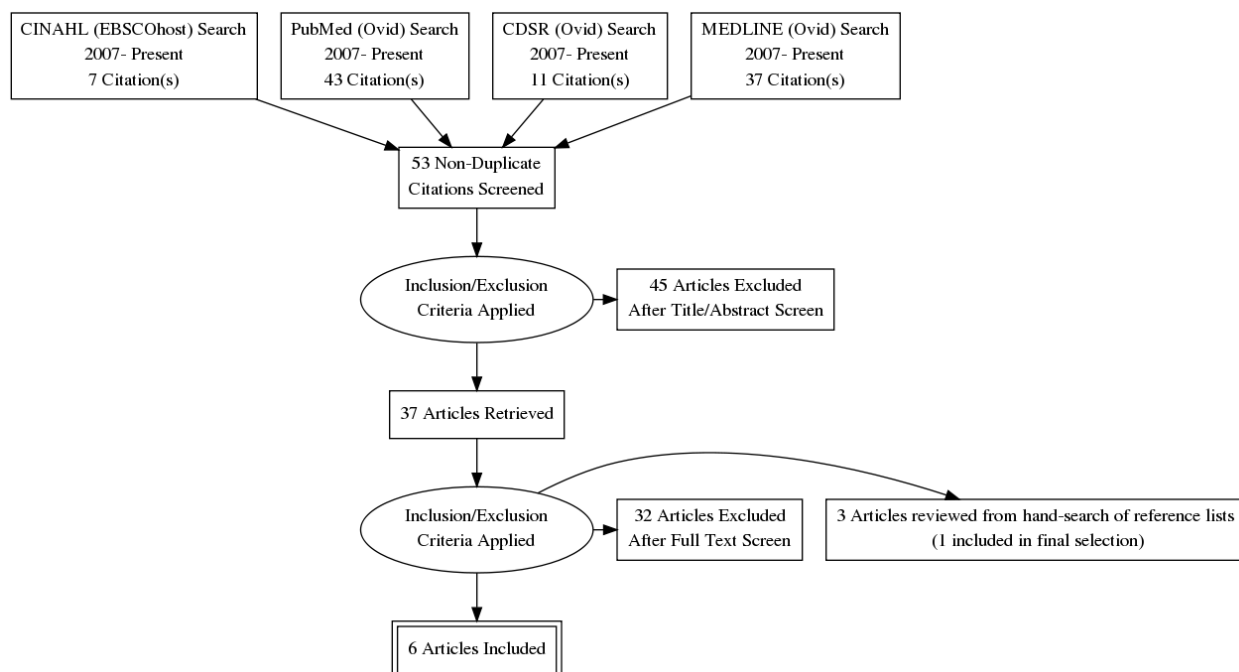 CINAHL (EBSCOhost) Search
2007- Present
7 Citation(s)
PubMed (Ovid) Search
2007- Present
43 Citation(s)
CDSR (Ovid) Search
2007- Present
11 Citation(s)
MEDLINE (Ovid) Search
2007- Present
37 Citation(s)
53 Non-Duplicate
Citations Screened
Inclusion/Exclusion
Criteria Applied
45 Articles Excluded
After Title/Abstract Screen
37 Articles Retrieved
Inclusion/Exclusion
Criteria Applied
32 Articles Excluded
After Full Text Screen
3 Articles reviewed from hand-search of reference lists
(1 included in final selection)
6 Articles Included